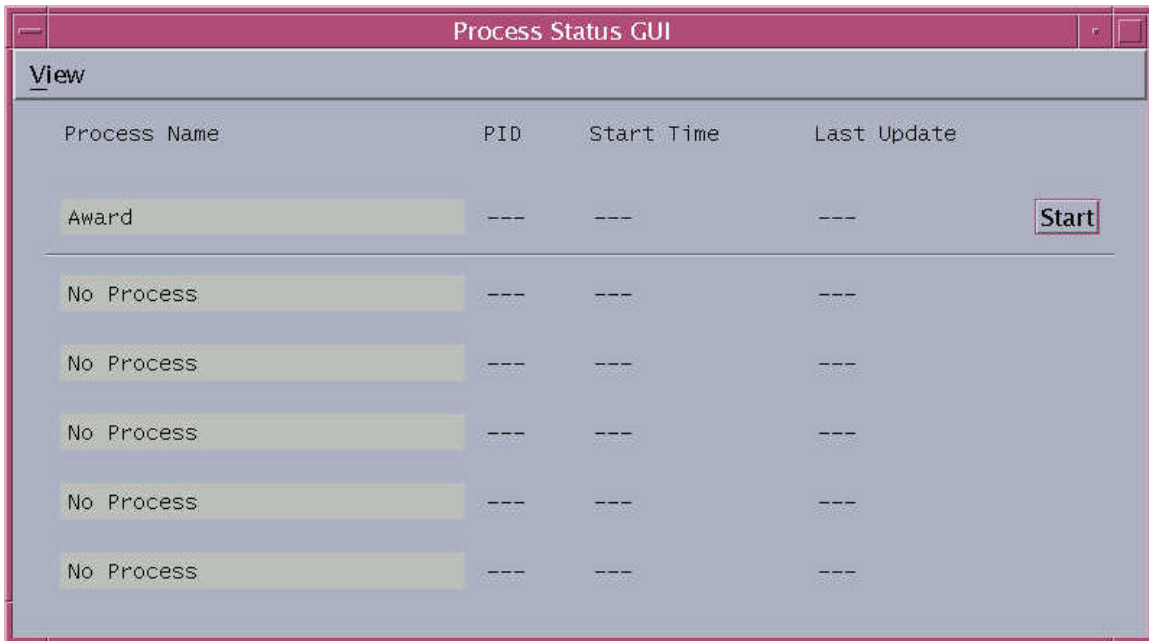 Process Status GUI
View
Process Name PID Start Time Last Update
Award --- --- --- Start
No Process --- --- ---
No Process --- --- ---
No Process --- --- ---
No Process --- --- ---
No Process --- --- ---